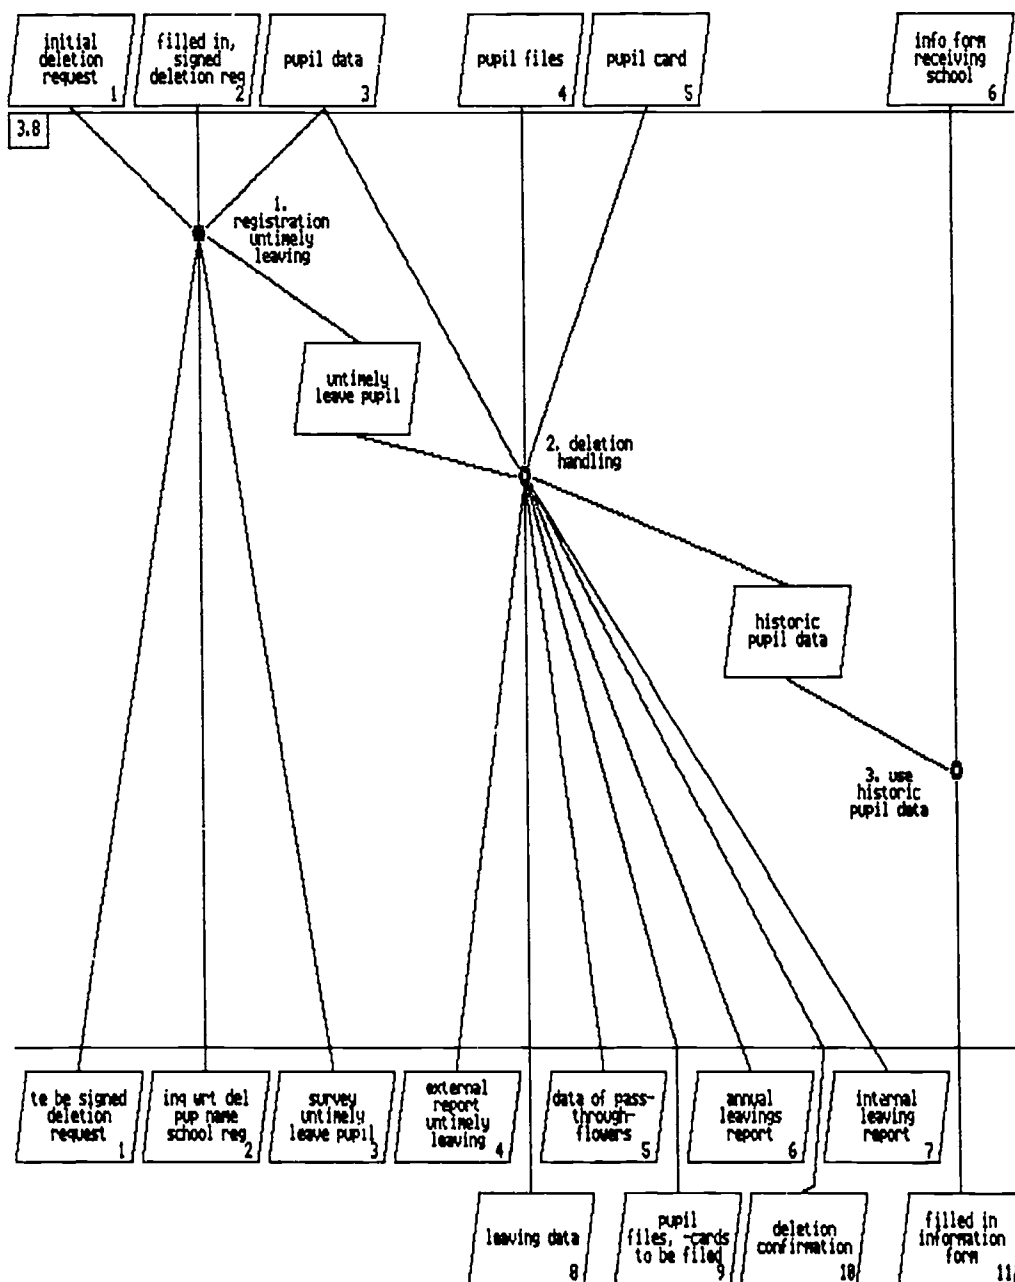 initial
deletion
request
1
filled in,
signed
deletion reg
2
pupil data
3
pupil files
4
pupil card
5
info form
receiving
school
6
3.8
1.
registration
untimely
leaving
untimely
leave pupil
2. deletion
handling
historic
pupil data
3. use
historic
pupil data
te be signed
deletion
request
1
inq wrt del
pup name
school reg
2
survey
untimely
leave pupil
3
external
report
untimely
leaving
4
data of pass-
through-
flowers
5
annual
leavings
report
6
internal
leaving
report
7
leaving data
8
pupil
files, -cards
to be filed
9
deletion
confirmation
10
filled in
information
form
11